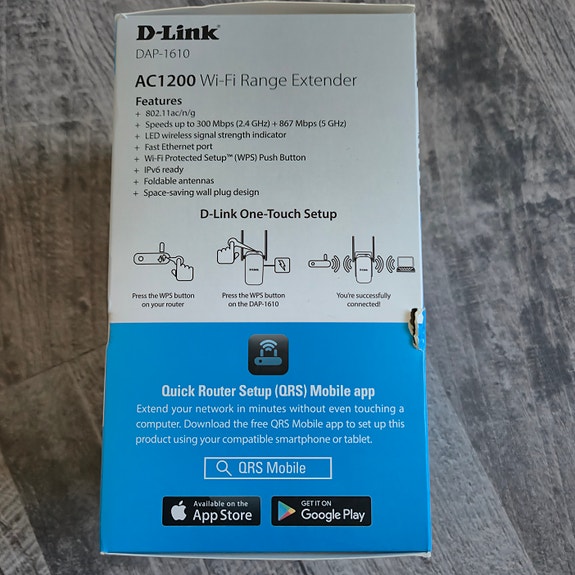 D-Link
DAP-1610
AC1200 Wi-Fi Range Extender
Features
+ 802.11ac/n/g
+ Speeds up to 300 Mbps (2.4 GHz) + 867 Mbps (5 GHz)
+ LED wireless signal strength indicator
+ Fast Ethernet port
+ Wi-Fi Protected Setup™ (WPS) Push Button
+ IPv6 ready
+ Foldable antennas
+ Space-saving wall plug design
D-Link One-Touch Setup
D-Link
D-Link
Press the WPS button
on your router
Press the WPS button
on the DAP-1610
You're successfully
connected!
Quick Router Setup (QRS) Mobile app
Extend your network in minutes without even touching a
computer. Download the free QRS Mobile app to set up this
product using your compatible smartphone or tablet.
QRS Mobile
Available on the
App Store
GET IT ON
Google Play